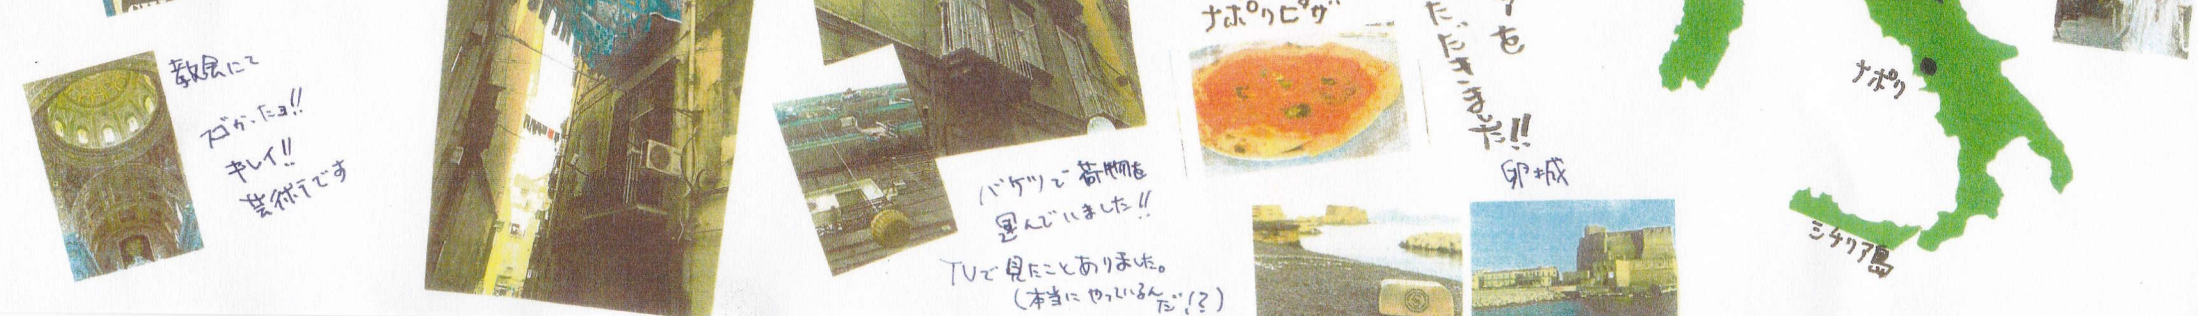 教会にて
スゴかったヨ!!
キレイ!!
芸術です
バケツで荷物を
運んでいました!!
TVで見たことありました。
(本当にやっているんだ!?)
ナポリピザ
を
ただきました!!
卵城
ナポリ
シチリア島